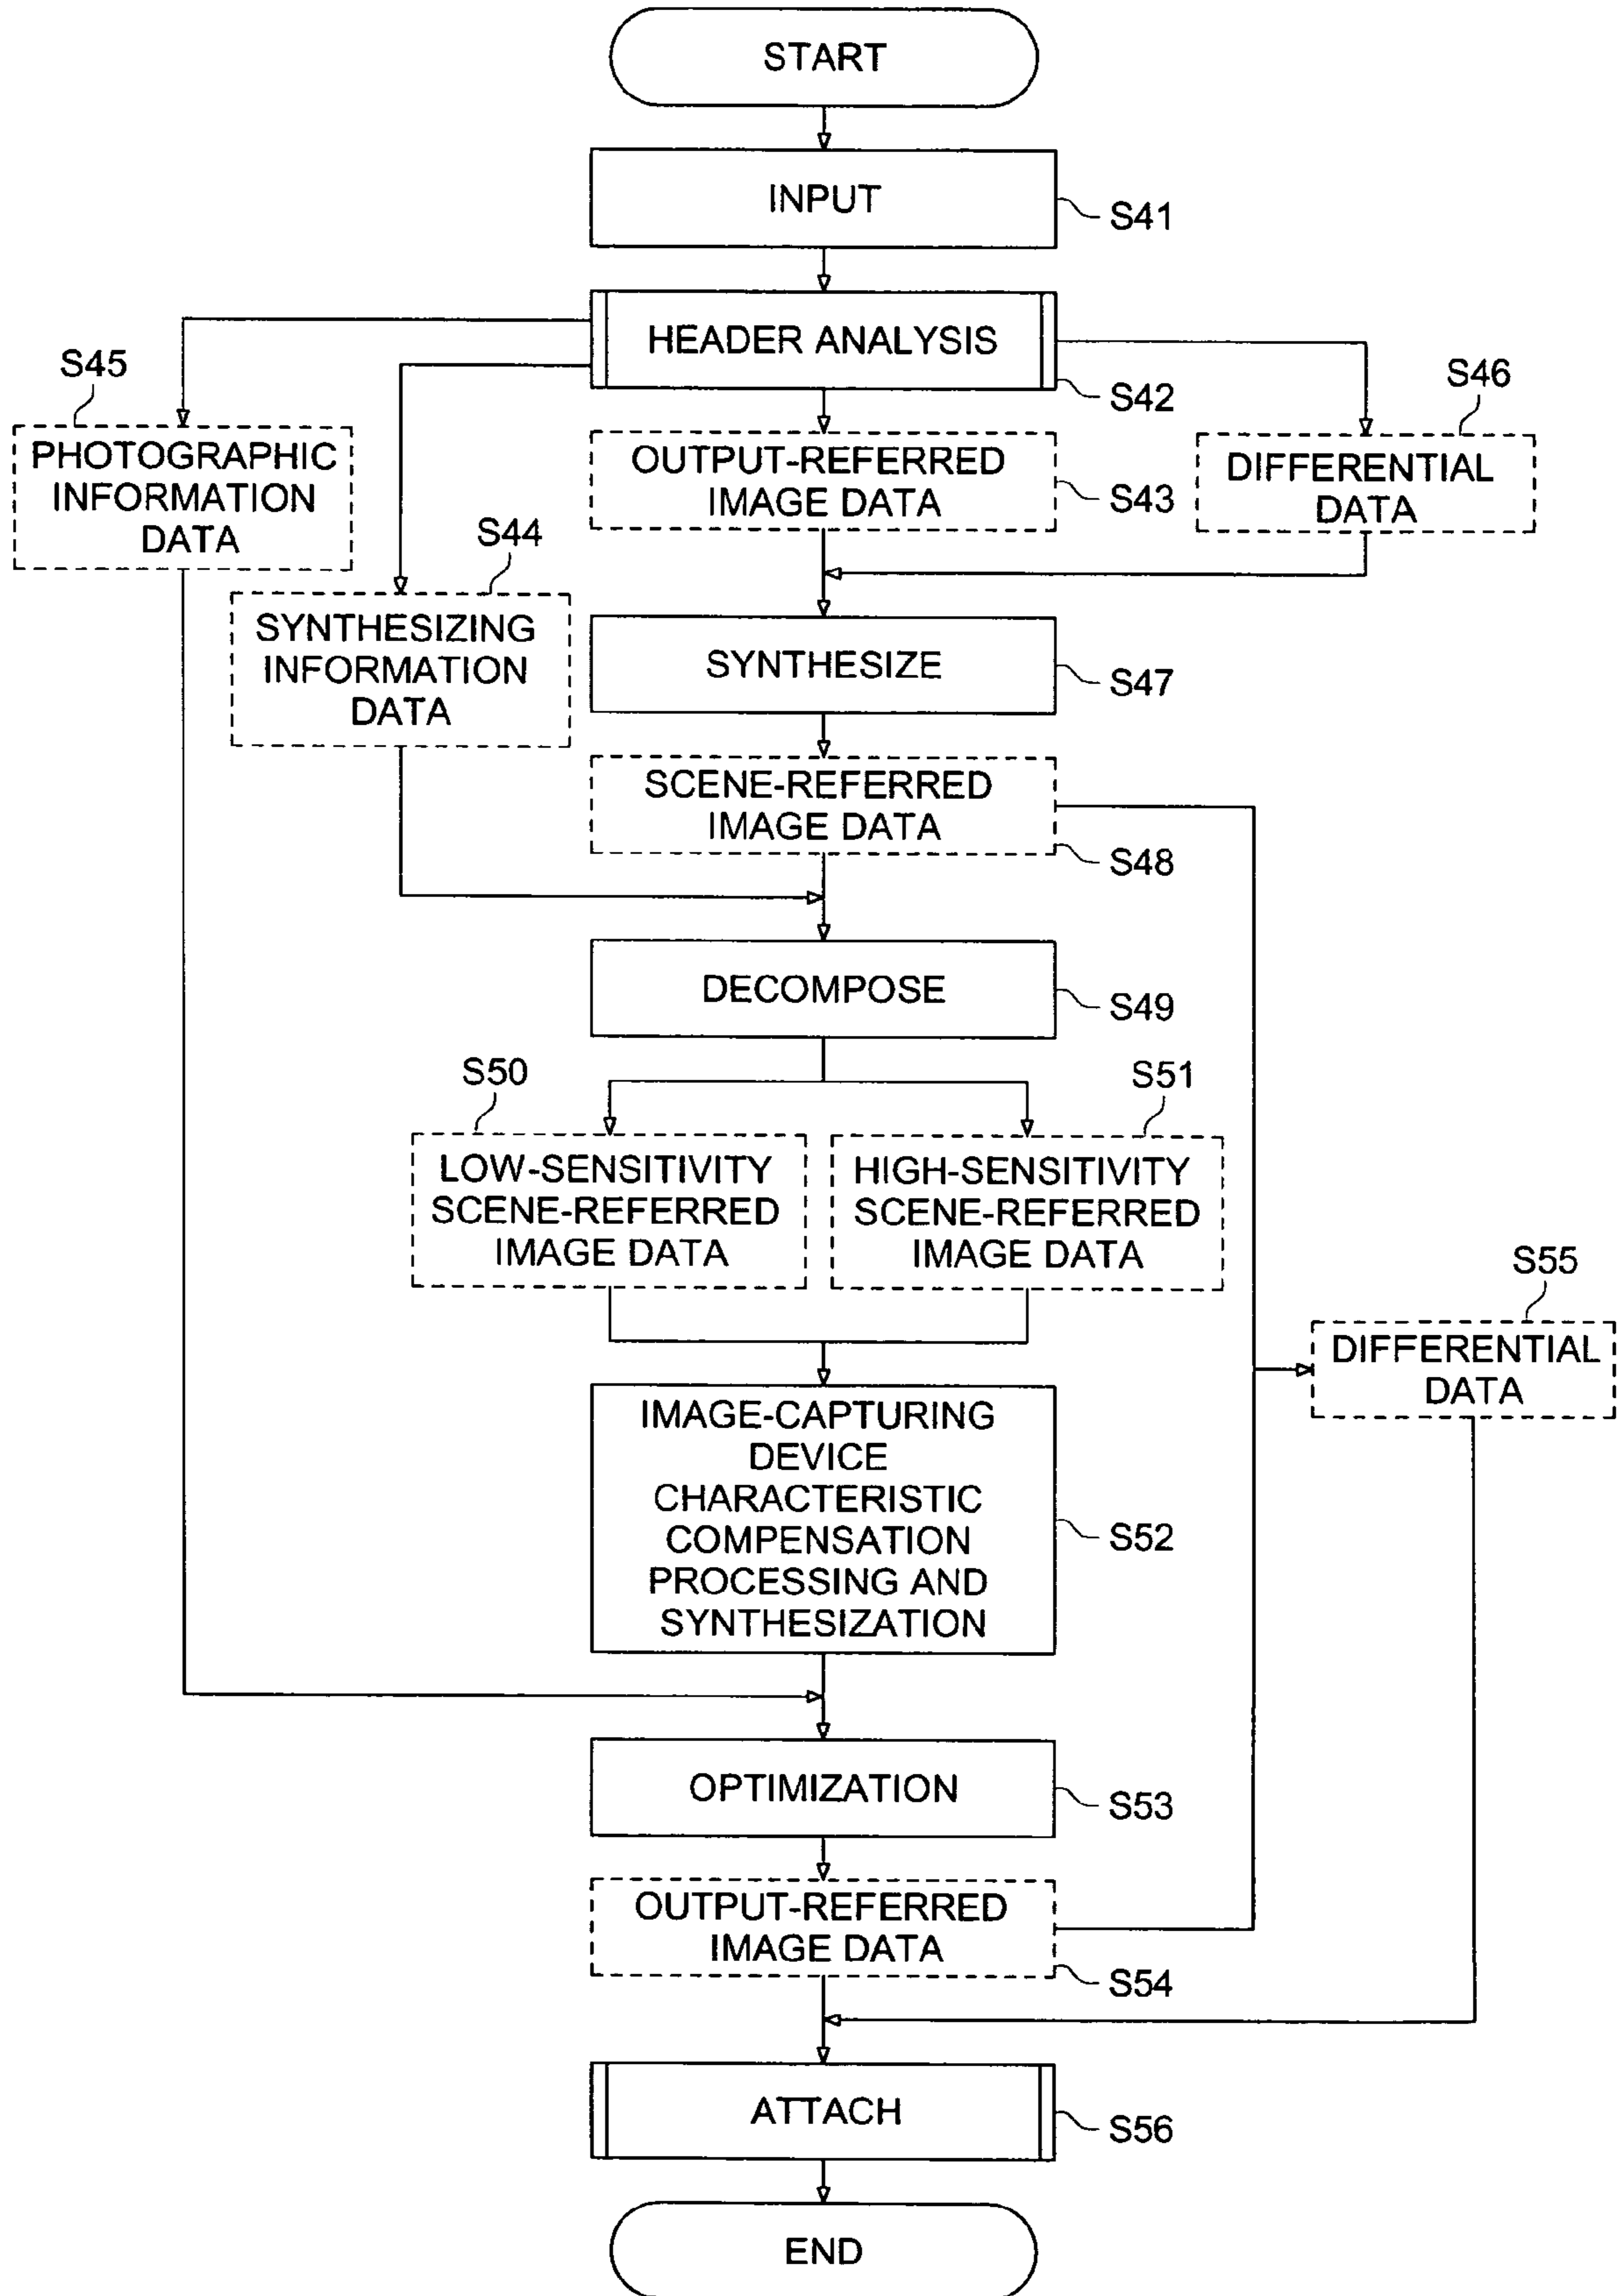 START
INPUT
S41
HEADER ANALYSIS
S42
S45
PHOTOGRAPHIC
INFORMATION
DATA
OUTPUT-REFERRED
IMAGE DATA
S43
S46
DIFFERENTIAL
DATA
S44
SYNTHESIZING
INFORMATION
DATA
SYNTHESIZE
S47
SCENE-REFERRED
IMAGE DATA
S48
DECOMPOSE
S49
S50
LOW-SENSITIVITY
SCENE-REFERRED
IMAGE DATA
S51
HIGH-SENSITIVITY
SCENE-REFERRED
IMAGE DATA
S55
DIFFERENTIAL
DATA
IMAGE-CAPTURING
DEVICE
CHARACTERISTIC
COMPENSATION
PROCESSING AND
SYNTHESIZATION
S52
OPTIMIZATION
S53
OUTPUT-REFERRED
IMAGE DATA
S54
ATTACH
S56
END